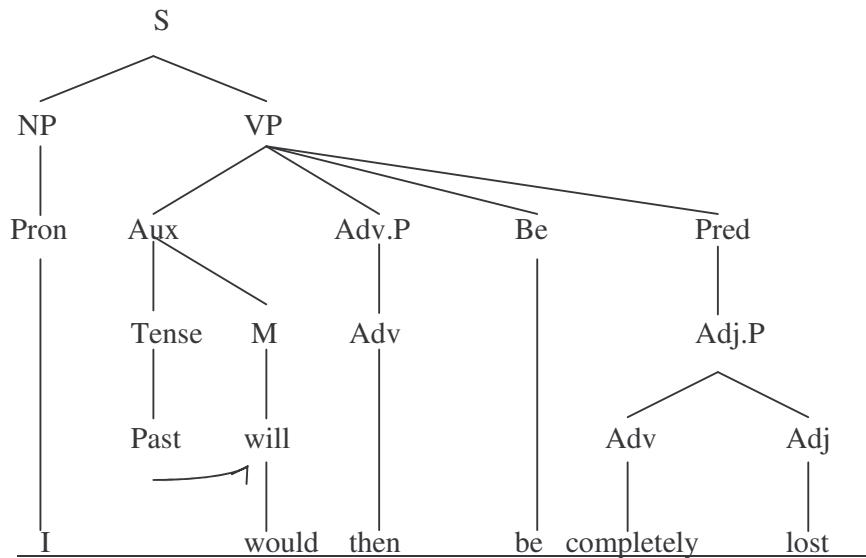 S
NP VP
Pron Aux Adv.P Be Pred
Tense M Adv Adj.P
Past will Adv Adj
I would then be completely lost